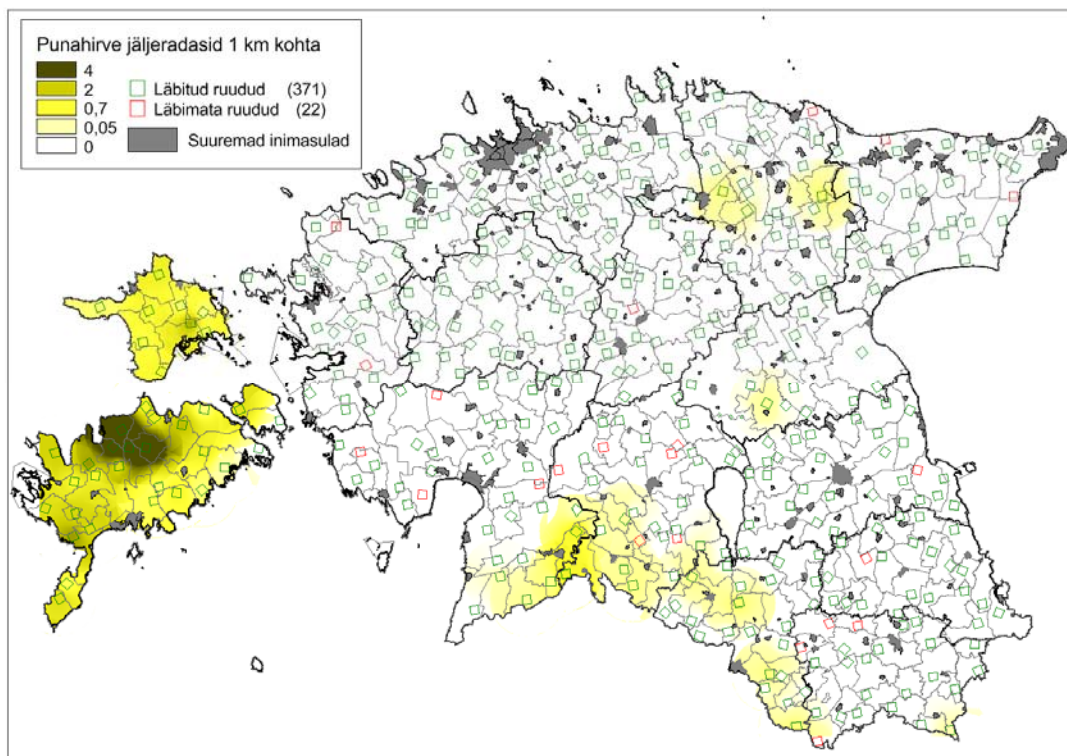 Punahirve jäljeradasid 1 km kohta
4
2
0,7
0,05
0
Läbitud ruudud (371)
Läbimata ruudud (22)
Suuremad inimasulad